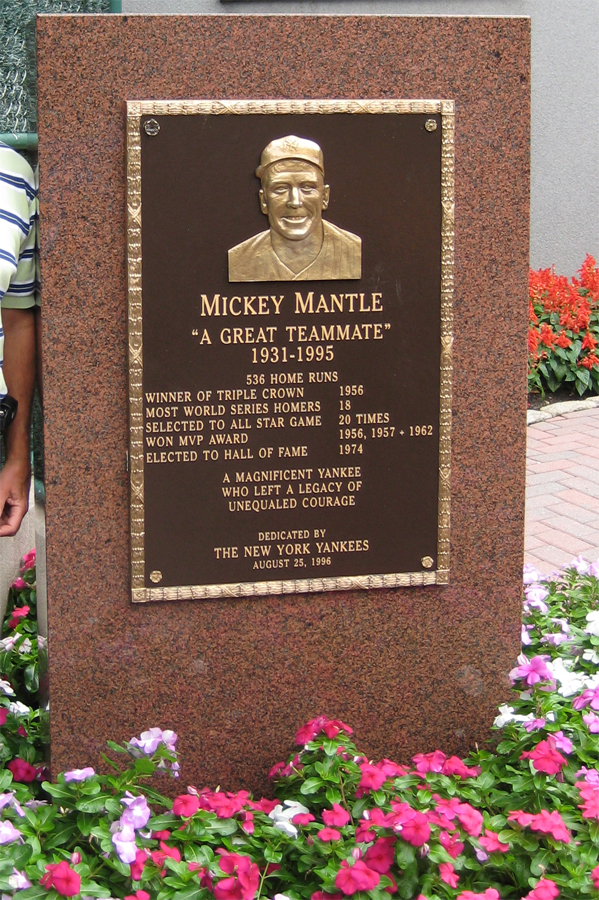 MICKEY MANTLE
"A GREAT TEAMMATE"
1931-1995
536 HOME RUNS
WINNER OF TRIPLE CROWN 1956
MOST WORLD SERIES HOMERS 18
SELECTED TO ALL STAR GAME 20 TIMES
WON MVP AWARD 1956, 1957 + 1962
ELECTED TO HALL OF FAME 1974
A MAGNIFICENT YANKEE
WHO LEFT A LEGACY OF
UNEQUALED COURAGE
DEDICATED BY
THE NEW YORK YANKEES
AUGUST 25, 1996